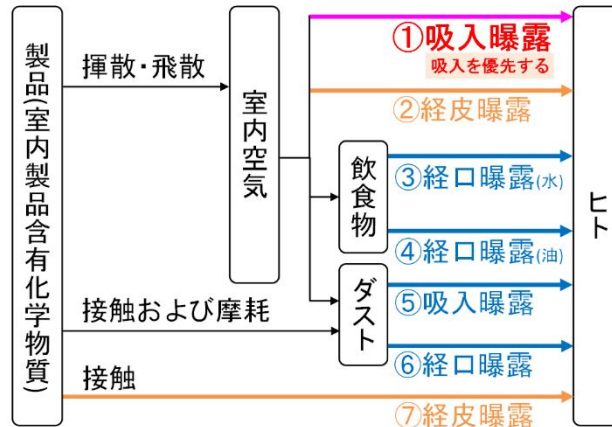 製品(室内製品含有化学物質)
揮散・飛散
室内空気
①吸入曝露
吸入を優先する
②経皮曝露
飲食物
③経口曝露(水)
④経口曝露(油)
ダスト
⑤吸入曝露
接触および摩耗
⑥経口曝露
接触
⑦経皮曝露
ヒト